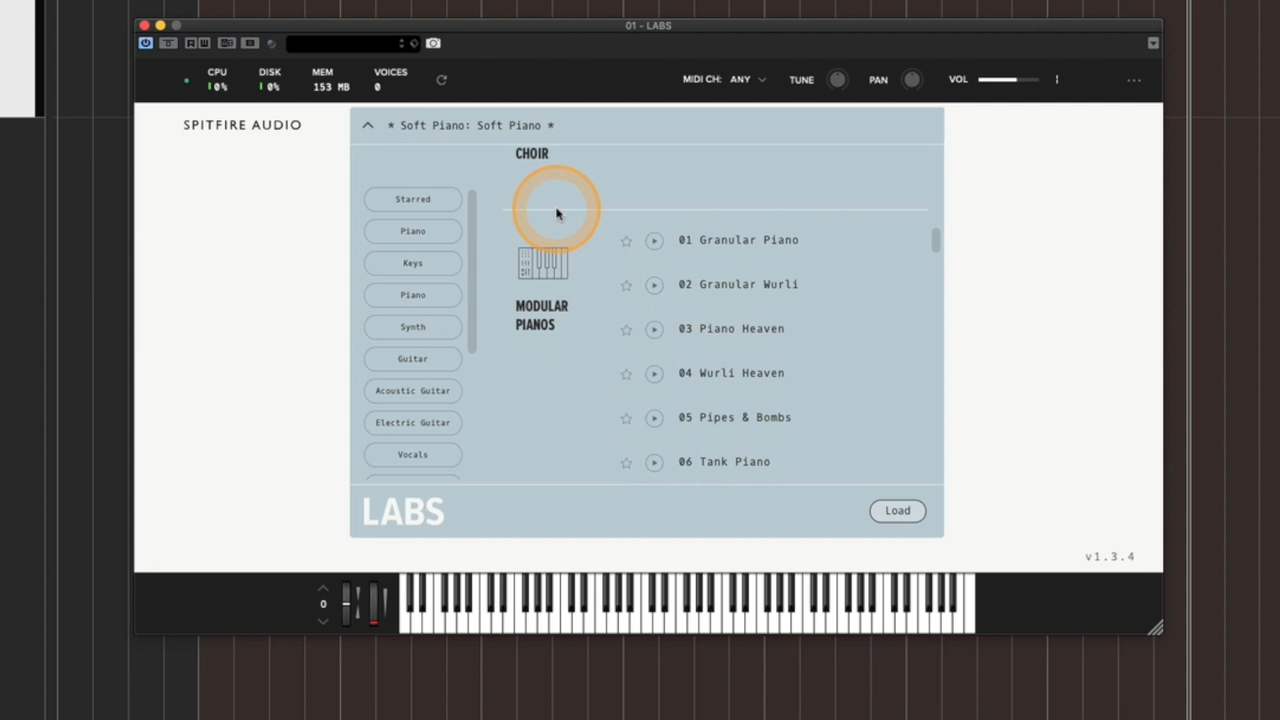 01 - LABS
CPU
DISK
MEM
VOICES
0%
0%
153 MB
0
MIDI CH: ANY
TUNE
PAN
VOL
SPITFIRE AUDIO
* Soft Piano: Soft Piano *
CHOIR
Starred
Piano
Keys
Piano
Synth
Guitar
Acoustic Guitar
Electric Guitar
Vocals
MODULAR
PIANOS
01 Granular Piano
02 Granular Wurli
03 Piano Heaven
04 Wurli Heaven
05 Pipes & Bombs
06 Tank Piano
LABS
Load
v1.3.4
0